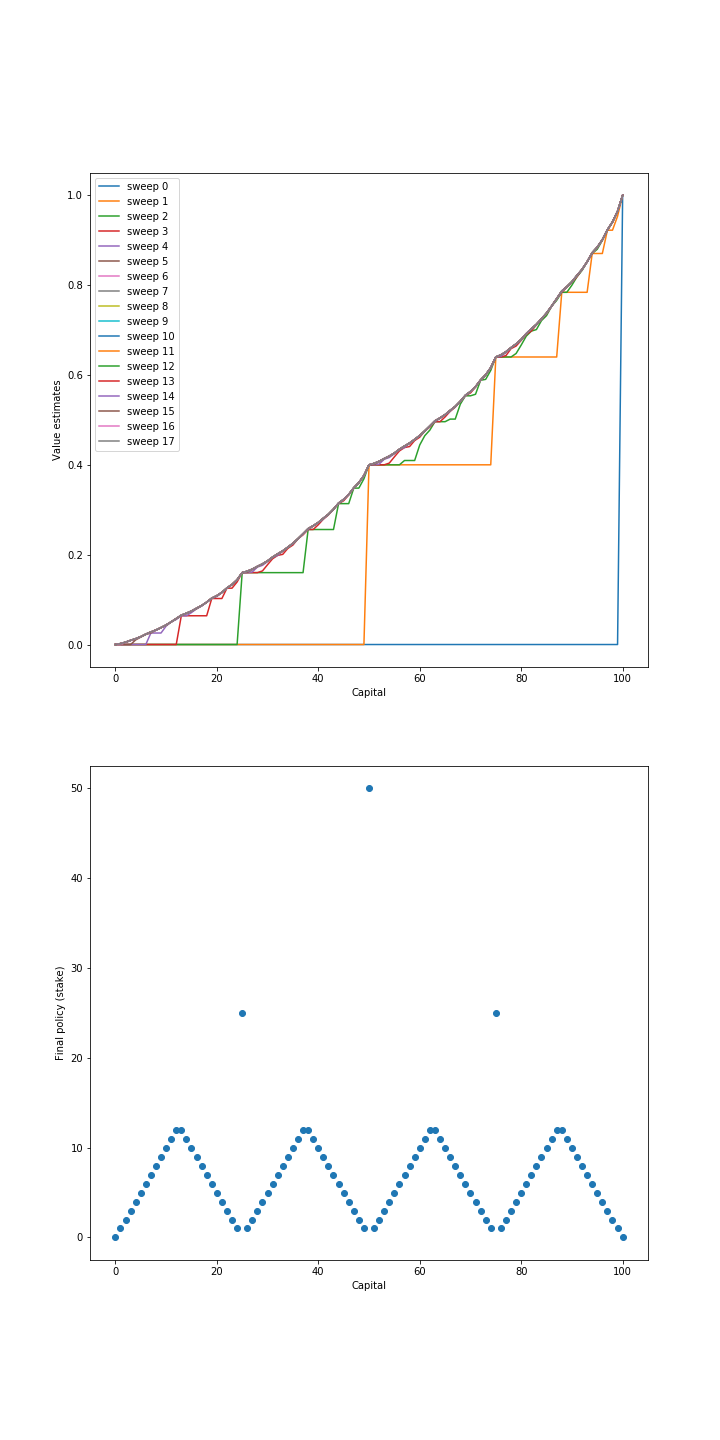 sweep 0
sweep 1
sweep 2
sweep 3
sweep 4
sweep 5
sweep 6
sweep 7
sweep 8
sweep 9
sweep 10
sweep 11
sweep 12
sweep 13
sweep 14
sweep 15
sweep 16
sweep 17
Value estimates
1.0
0.8
0.6
0.4
0.2
0.0
0 20 40 60 80 100
Capital
Final policy (stake)
50
40
30
20
10
0
0 20 40 60 80 100
Capital